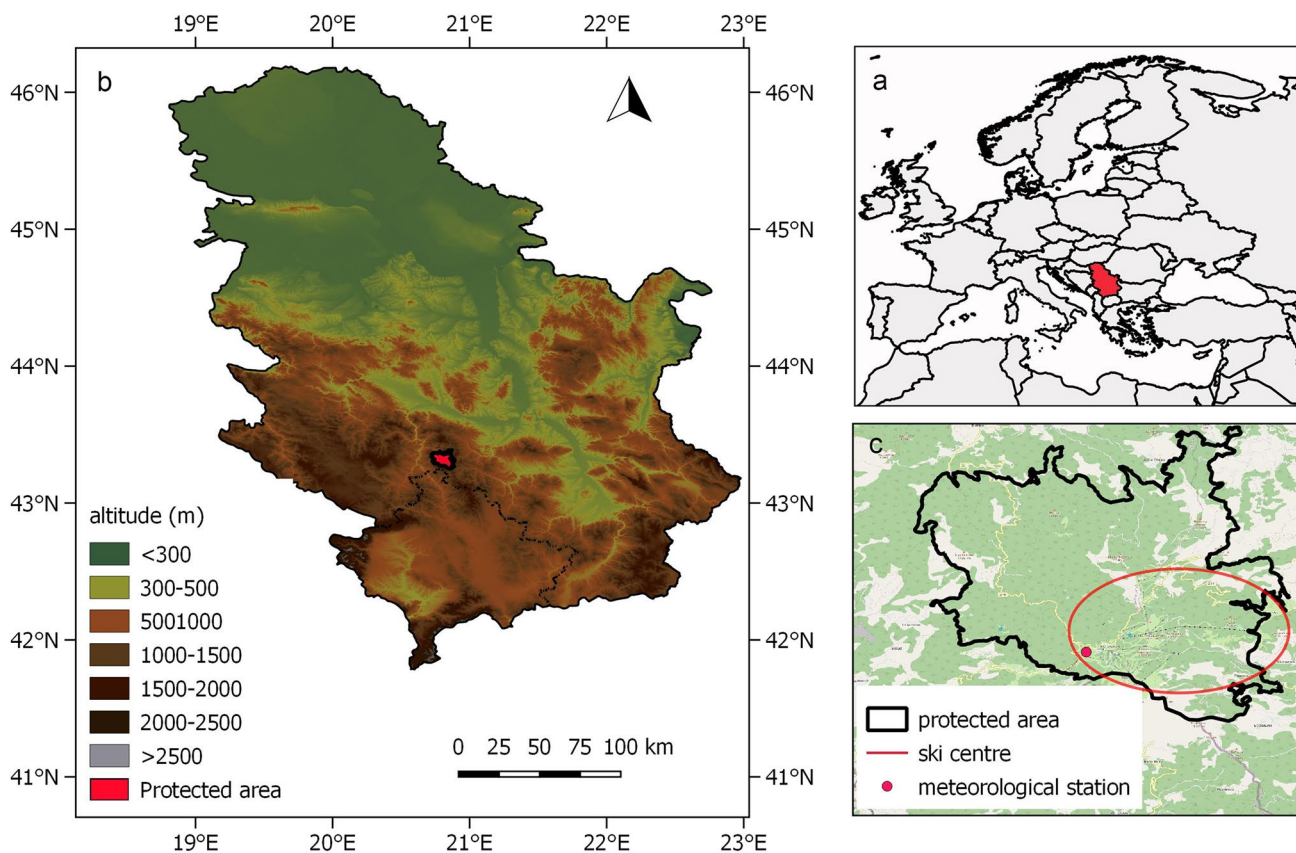 19°E 20°E 21°E 22°E 23°E
b
46°N 46°N
45°N 45°N
44°N 44°N
43°N 43°N
42°N 42°N
41°N 41°N
altitude (m)
<300
300-500
5001000
1000-1500
1500-2000
2000-2500
>2500
Protected area
0 25 50 75 100 km
19°E 20°E 21°E 22°E 23°E
a
c
protected area
ski centre
meteorological station